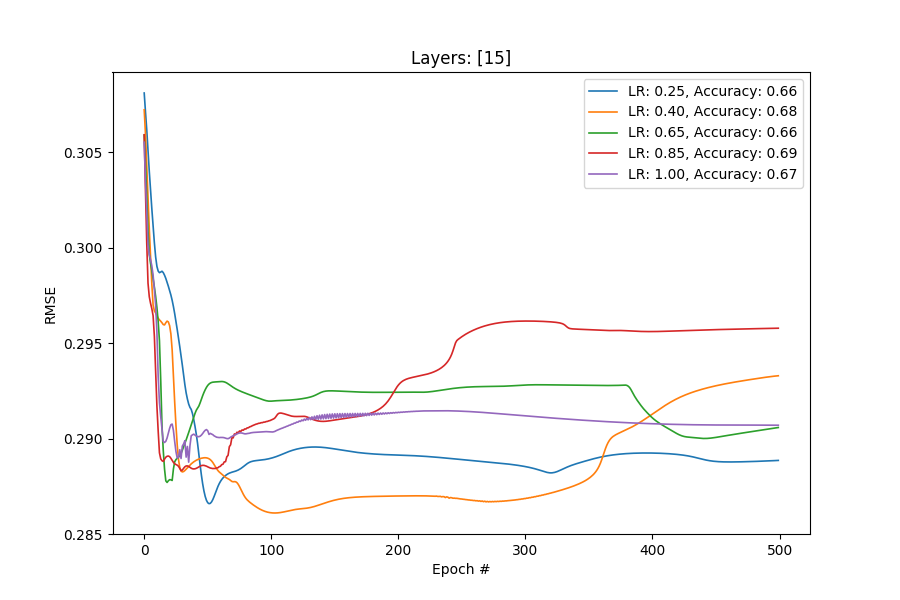 Layers: [15]
LR: 0.25, Accuracy: 0.66
LR: 0.40, Accuracy: 0.68
LR: 0.65, Accuracy: 0.66
LR: 0.85, Accuracy: 0.69
LR: 1.00, Accuracy: 0.67
RMSE
0.305
0.300
0.295
0.290
0.285
0 100 200 300 400 500
Epoch #